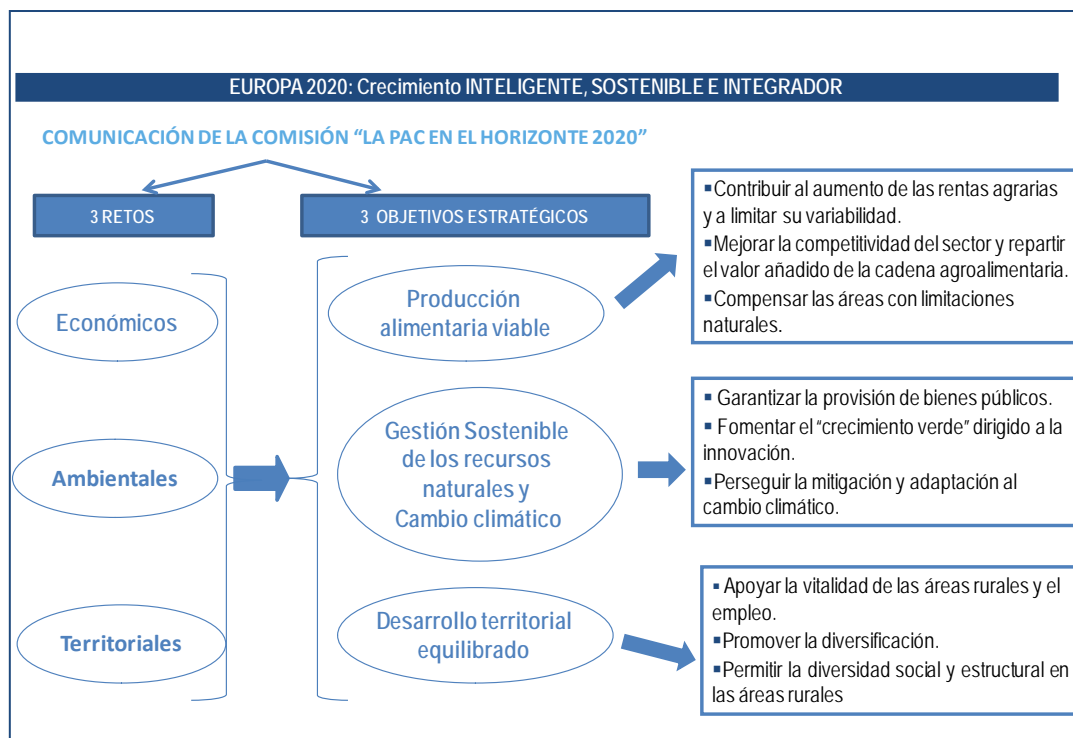 EUROPA 2020: Crecimiento INTELIGENTE, SOSTENIBLE E INTEGRADOR
COMUNICACIÓN DE LA COMISIÓN “LA PAC EN EL HORIZONTE 2020”
3 RETOS
3 OBJETIVOS ESTRATÉGICOS
Económicos
Ambientales
Territoriales
Producción
alimentaria viable
Gestión Sostenible
de los recursos
naturales y
Cambio climático
Desarrollo territorial
equilibrado
▪Contribuir al aumento de las rentas agrarias
y a limitar su variabilidad.
▪Mejorar la competitividad del sector y repartir
el valor añadido de la cadena agroalimentaria.
▪Compensar las áreas con limitaciones
naturales.
▪ Garantizar la provisión de bienes públicos.
▪ Fomentar el “crecimiento verde” dirigido a la
innovación.
▪ Perseguir la mitigación y adaptación al
cambio climático.
▪ Apoyar la vitalidad de las áreas rurales y el
empleo.
▪Promover la diversificación.
▪Permitir la diversidad social y estructural en
las áreas rurales